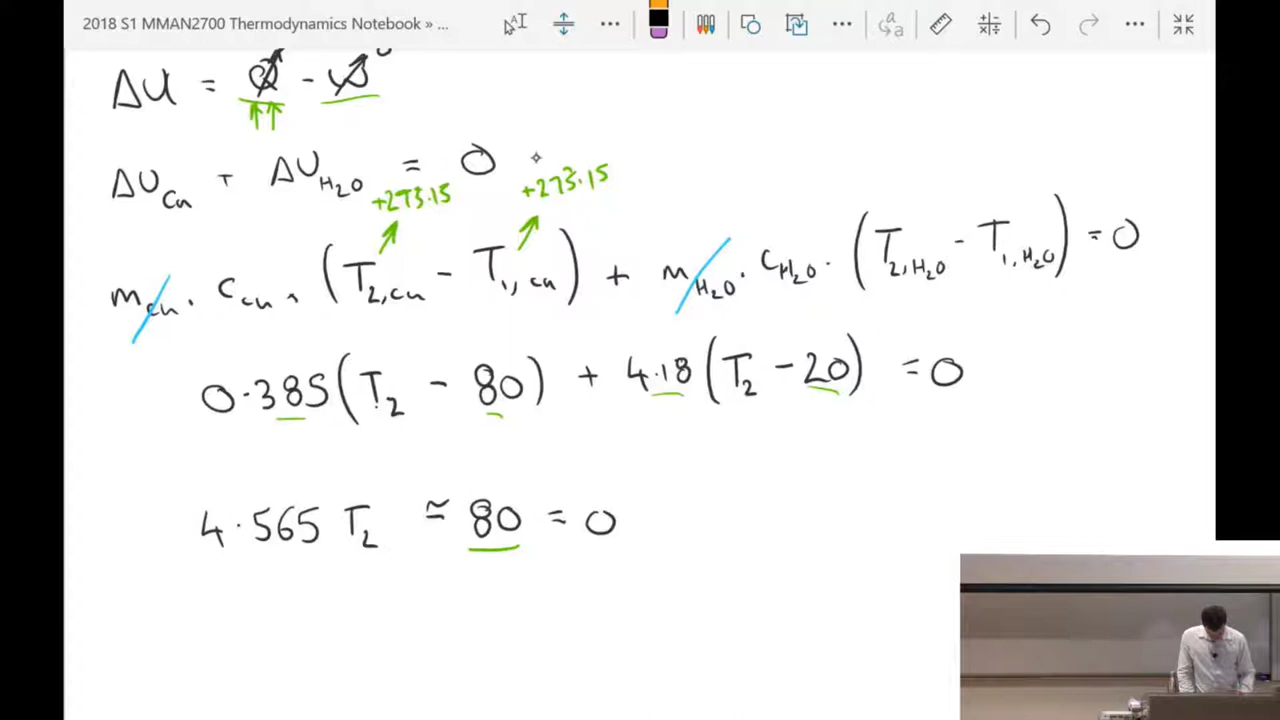 2018 S1 MMAN2700 Thermodynamics Notebook » ...
ΔU = Q - W 0
ΔU_Cu + ΔU_H2O = 0
+273.15 +273.15
m_Cu · C_Cu · (T_2,Cu - T_1,Cu) + m_H2O · C_H2O · (T_2,H2O - T_1,H2O) = 0
0.385 (T_2 - 80) + 4.18 (T_2 - 20) = 0
4.565 T_2 ≃ 80 = 0